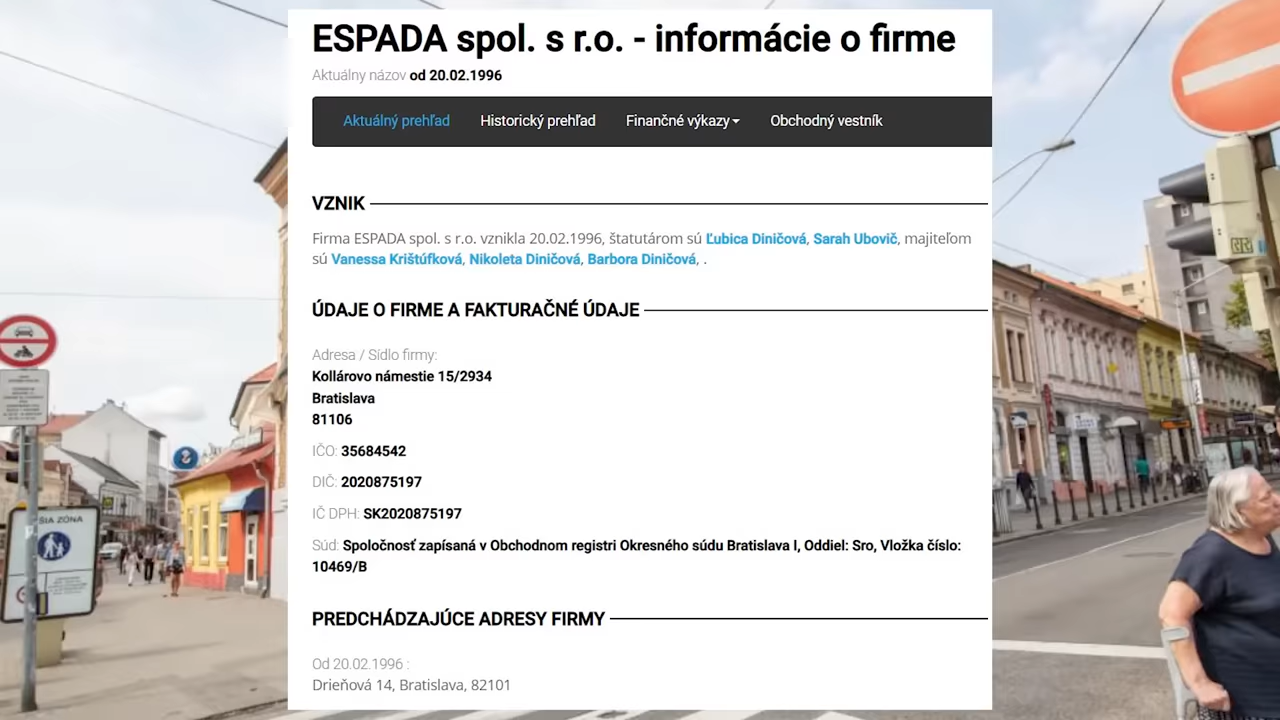 ESPADA spol. s r.o. - informácie o firme
Aktuálny názov od 20.02.1996
Aktuálný prehľad Historický prehľad Finančné výkazy Obchodný vestník
VZNIK
Firma ESPADA spol. s r.o. vznikla 20.02.1996, štatutárom sú Ľubica Diničová, Sarah Ubovič, majiteľom
sú Vanessa Krištúfková, Nikoleta Diničová, Barbora Diničová, .
ÚDAJE O FIRME A FAKTURAČNÉ ÚDAJE
Adresa / Sídlo firmy:
Kollárovo námestie 15/2934
Bratislava
81106
IČO: 35684542
DIČ: 2020875197
IČ DPH: SK2020875197
Súd: Spoločnosť zapísaná v Obchodnom registri Okresného súdu Bratislava I, Oddiel: Sro, Vložka číslo:
10469/B
PREDCHÁDZAJÚCE ADRESY FIRMY
Od 20.02.1996 :
Drieňová 14, Bratislava, 82101
ZÓNA